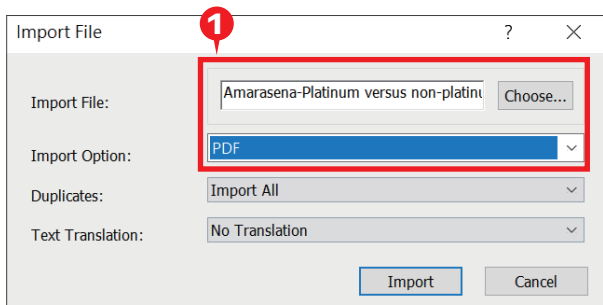 Import File
?
1
Import File:
Amarasena-Platinum versus non-platinu
Choose...
Import Option:
PDF
Duplicates:
Import All
Text Translation:
No Translation
Import
Cancel